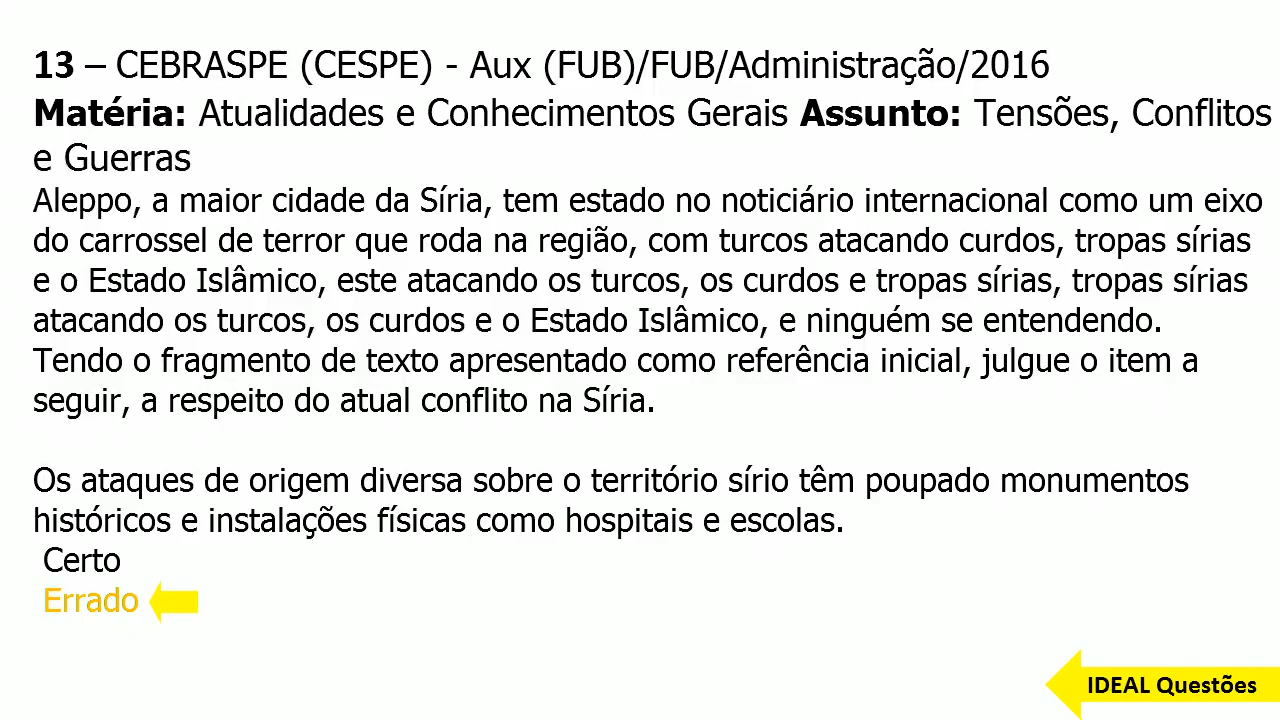 13 – CEBRASPE (CESPE) - Aux (FUB)/FUB/Administração/2016
Matéria: Atualidades e Conhecimentos Gerais Assunto: Tensões, Conflitos
e Guerras
Aleppo, a maior cidade da Síria, tem estado no noticiário internacional como um eixo
do carrossel de terror que roda na região, com turcos atacando curdos, tropas sírias
e o Estado Islâmico, este atacando os turcos, os curdos e tropas sírias, tropas sírias
atacando os turcos, os curdos e o Estado Islâmico, e ninguém se entendendo.
Tendo o fragmento de texto apresentado como referência inicial, julgue o item a
seguir, a respeito do atual conflito na Síria.
Os ataques de origem diversa sobre o território sírio têm poupado monumentos
históricos e instalações físicas como hospitais e escolas.
Certo
Errado
IDEAL Questões